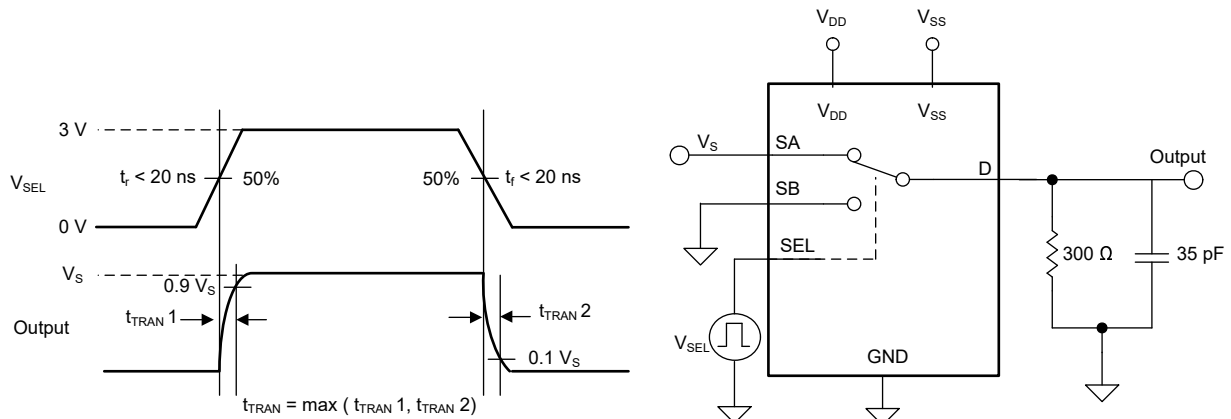 3 V
V_SEL
t_r < 20 ns
50%
50%
t_f < 20 ns
0 V
V_S
0.9 V_S
Output
t_TRAN 1
t_TRAN 2
0.1 V_S
t_TRAN = max ( t_TRAN 1, t_TRAN 2)
V_DD
V_SS
V_DD
V_SS
V_S
SA
SB
SEL
D
Output
300 Ω
35 pF
V_SEL
GND